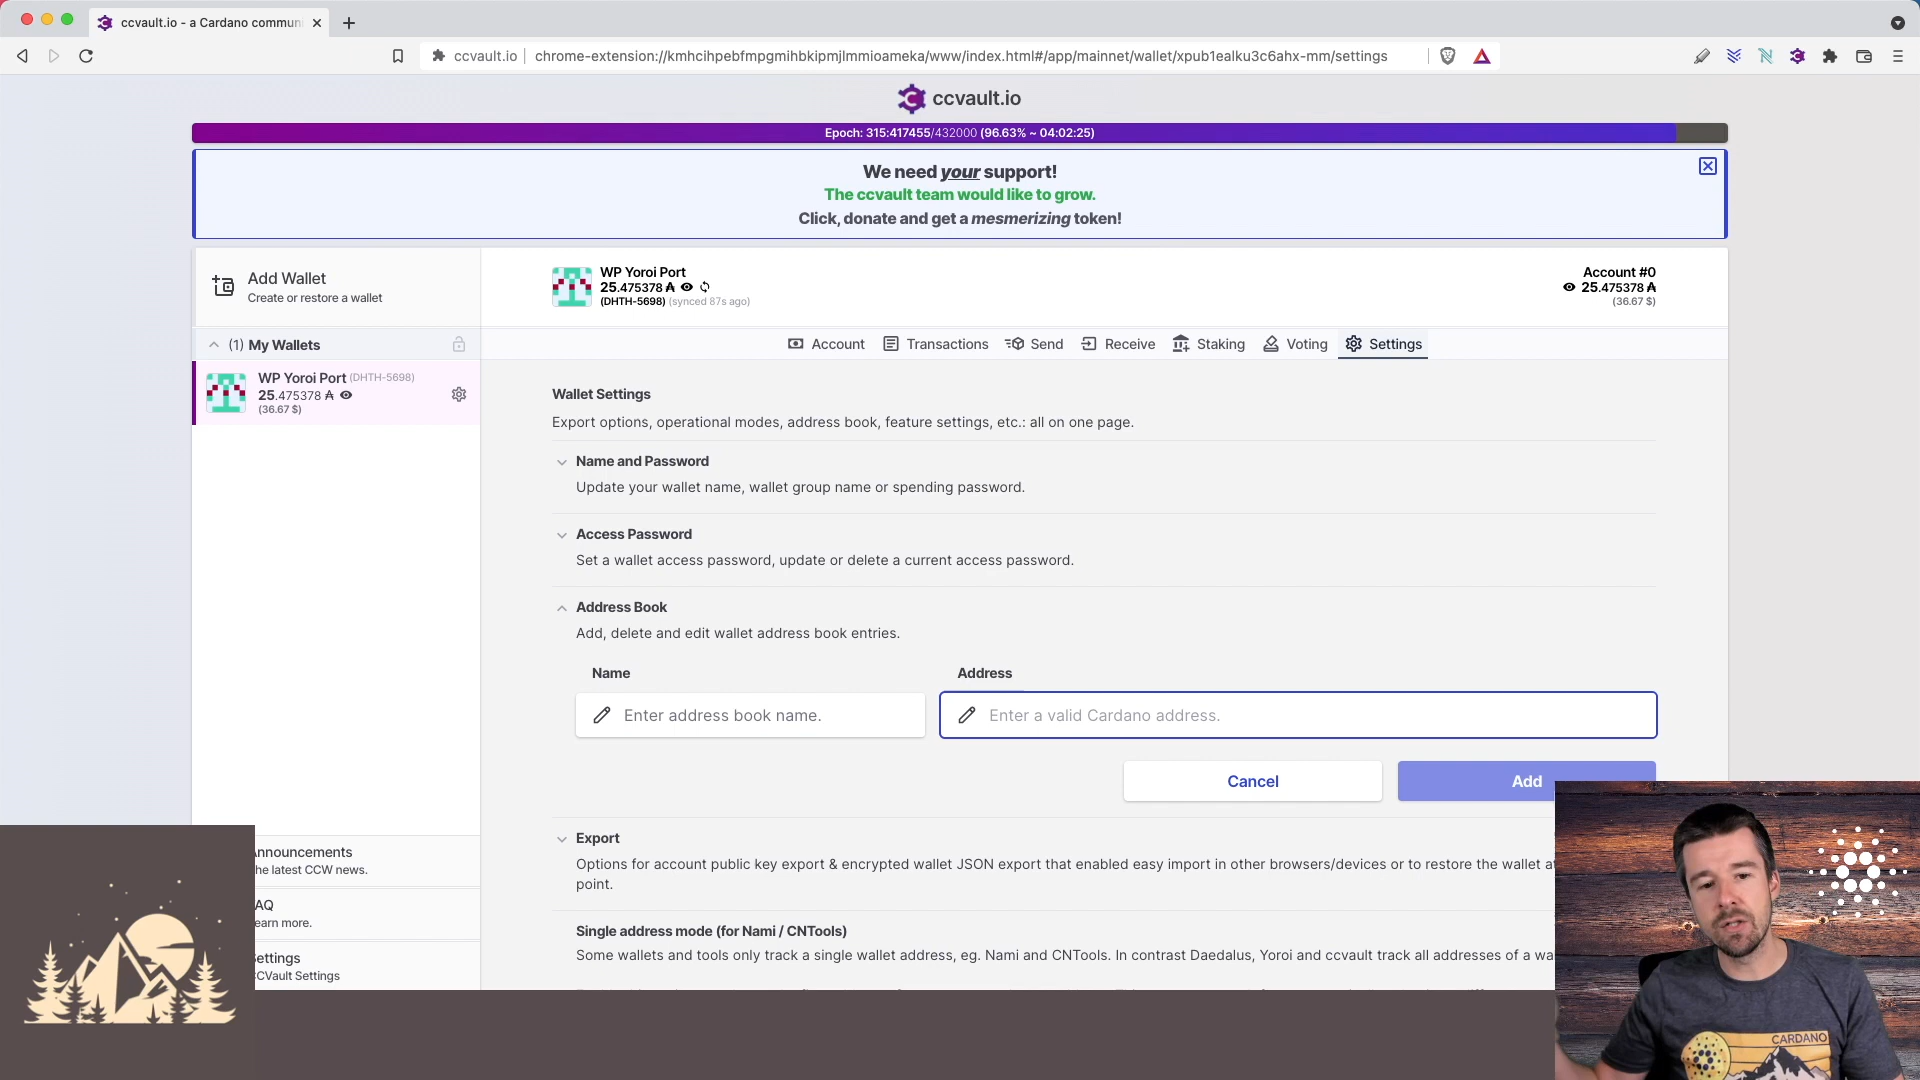 ccvault.io - a Cardano commun
ccvault.io
chrome-extension://kmhcihpebfmpgmihbkipmjlmmioameka/www/index.html#/app/mainnet/wallet/xpub1ealku3c6ahx-mm/settings
ccvault.io
Epoch: 315:417455/432000 (96.63% ~ 04:02:25)
We need your support!
The ccvault team would like to grow.
Click, donate and get a mesmerizing token!
Add Wallet
Create or restore a wallet
(1) My Wallets
WP Yoroi Port (DHTH-5698)
25.475378 ₳
(36.67 $)
WP Yoroi Port
25.475378 ₳
(DHTH-5698) (synced 87s ago)
Account #0
25.475378 ₳
(36.67 $)
Account
Transactions
Send
Receive
Staking
Voting
Settings
Wallet Settings
Export options, operational modes, address book, feature settings, etc.: all on one page.
Name and Password
Update your wallet name, wallet group name or spending password.
Access Password
Set a wallet access password, update or delete a current access password.
Address Book
Add, delete and edit wallet address book entries.
Name
Address
Enter address book name.
Enter a valid Cardano address.
Cancel
Add
Export
Options for account public key export & encrypted wallet JSON export that enabled easy import in other browsers/devices or to restore the wallet at
point.
Single address mode (for Nami / CNTools)
Some wallets and tools only track a single wallet address, eg. Nami and CNTools. In contrast Daedalus, Yoroi and ccvault track all addresses of a wa
nnouncements
he latest CCW news.
AQ
earn more.
ettings
CCVault Settings
CARDANO